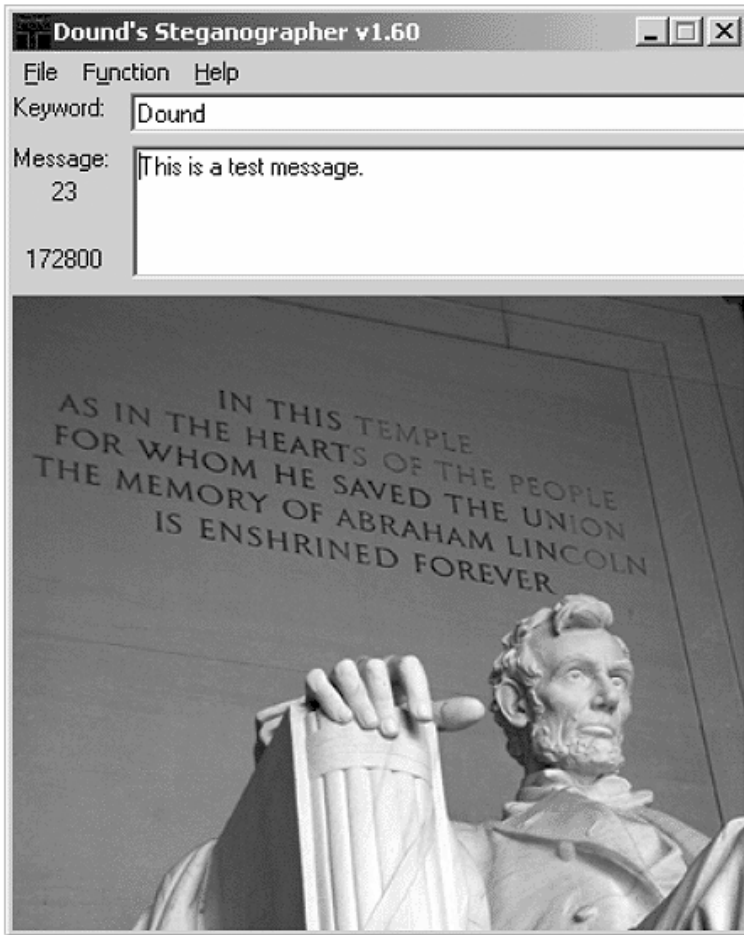 Dound's Steganographer v1.60
File Function Help
Keyword: Dound
Message: This is a test message.
23
172800
IN THIS TEMPLE
AS IN THE HEARTS OF THE PEOPLE
FOR WHOM HE SAVED THE UNION
THE MEMORY OF ABRAHAM LINCOLN
IS ENSHRINED FOREVER